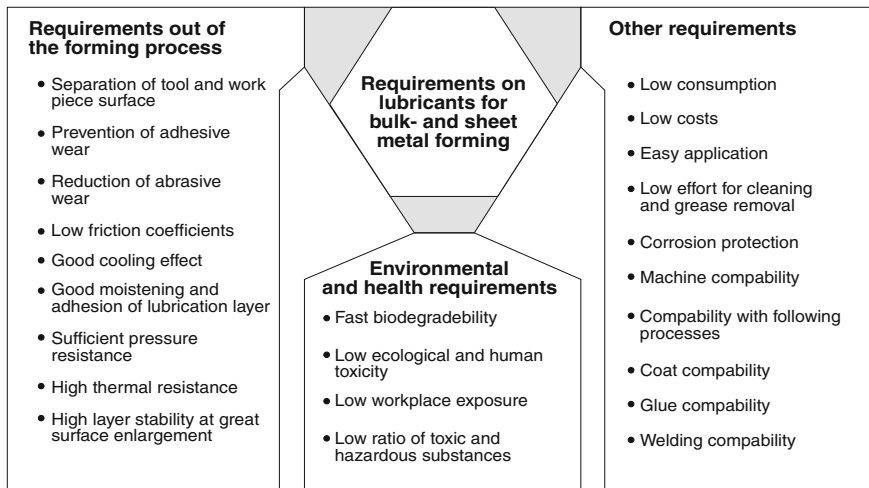 Requirements out of
the forming process
• Separation of tool and work
piece surface
• Prevention of adhesive
wear
• Reduction of abrasive
wear
• Low friction coefficients
• Good cooling effect
• Good moistening and
adhesion of lubrication layer
• Sufficient pressure
resistance
• High thermal resistance
• High layer stability at great
surface enlargement
Requirements on
lubricants for
bulk- and sheet
metal forming
Environmental
and health requirements
• Fast biodegradebility
• Low ecological and human
toxicity
• Low workplace exposure
• Low ratio of toxic and
hazardous substances
Other requirements
• Low consumption
• Low costs
• Easy application
• Low effort for cleaning
and grease removal
• Corrosion protection
• Machine compability
• Compability with following
processes
• Coat compability
• Glue compability
• Welding compability